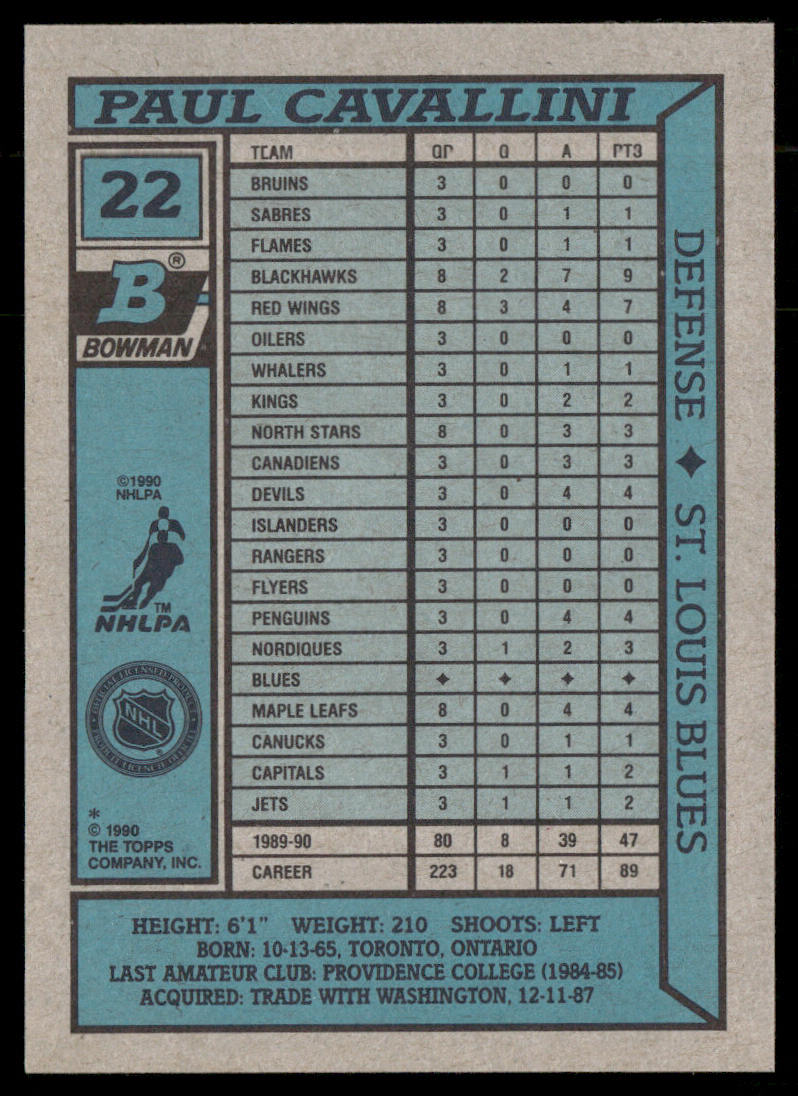 PAUL CAVALLINI
22
B®
BOWMAN
©1990
NHLPA
TM
NHLPA
OFFICIAL LICENSED PRODUCT
NHL®
PRODUIT LICENCIE OFFICIEL
*
© 1990
THE TOPPS
COMPANY, INC.
TEAM GP G A PTS
BRUINS 3 0 0 0
SABRES 3 0 1 1
FLAMES 3 0 1 1
BLACKHAWKS 8 2 7 9
RED WINGS 8 3 4 7
OILERS 3 0 0 0
WHALERS 3 0 1 1
KINGS 3 0 2 2
NORTH STARS 8 0 3 3
CANADIENS 3 0 3 3
DEVILS 3 0 4 4
ISLANDERS 3 0 0 0
RANGERS 3 0 0 0
FLYERS 3 0 0 0
PENGUINS 3 0 4 4
NORDIQUES 3 1 2 3
BLUES ✦ ✦ ✦ ✦
MAPLE LEAFS 8 0 4 4
CANUCKS 3 0 1 1
CAPITALS 3 1 1 2
JETS 3 1 1 2
1989-90 80 8 39 47
CAREER 223 18 71 89
DEFENSE ✦ ST. LOUIS BLUES
HEIGHT: 6'1" WEIGHT: 210 SHOOTS: LEFT
BORN: 10-13-65, TORONTO, ONTARIO
LAST AMATEUR CLUB: PROVIDENCE COLLEGE (1984-85)
ACQUIRED: TRADE WITH WASHINGTON, 12-11-87